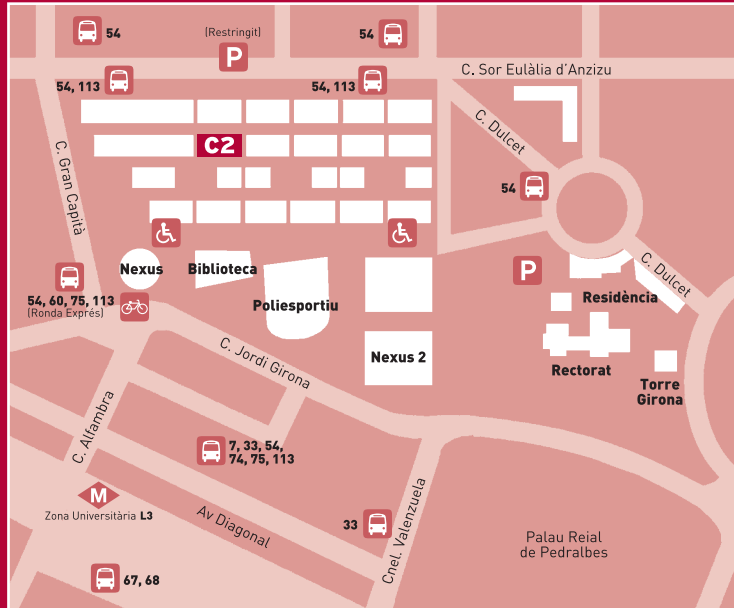 54
(Restringit)
P
54
54, 113
54, 113
C. Sor Eulàlia d'Anzizu
C2
C. Dulcet
C. Gran Capità
54
Nexus
Biblioteca
P
C. Dulcet
Residència
54, 60, 75, 113
(Ronda Exprés)
Poliesportiu
C. Jordi Girona
Nexus 2
Rectorat
Torre
Girona
C. Alfambra
7, 33, 54,
74, 75, 113
M
Zona Universitària L3
Av Diagonal
33
Cnel. Valenzuela
Palau Reial
de Pedralbes
67, 68